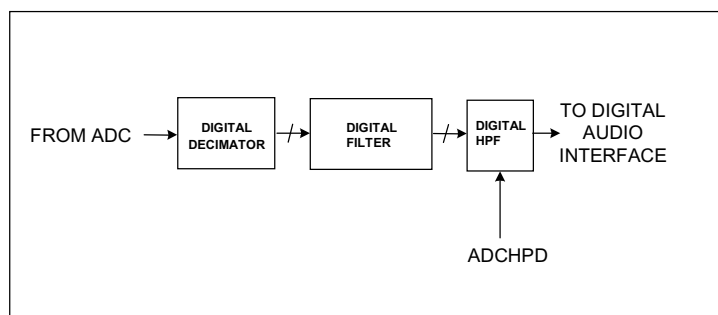 FROM ADC
DIGITAL
DECIMATOR
DIGITAL
FILTER
DIGITAL
HPF
TO DIGITAL
AUDIO
INTERFACE
ADCHPD